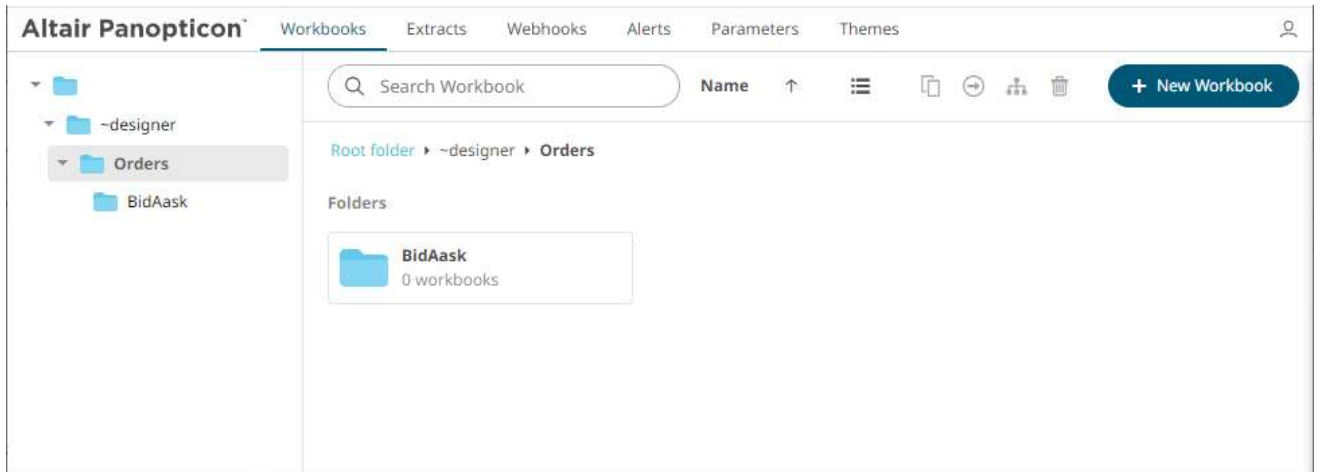 Altair Panopticon™ Workbooks Extracts Webhooks Alerts Parameters Themes
Search Workbook Name ↑ + New Workbook
~designer
Orders
BidAask
Root folder ▸ ~designer ▸ Orders
Folders
BidAask
0 workbooks